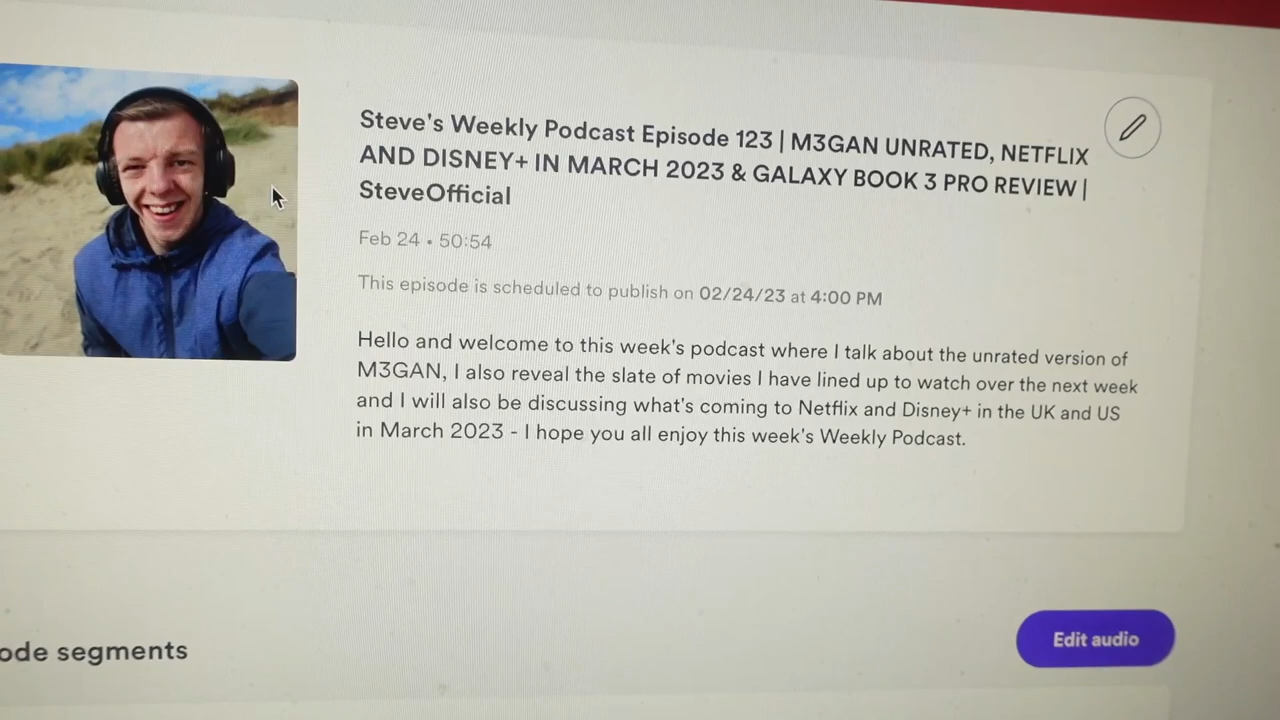 Steve's Weekly Podcast Episode 123 | M3GAN UNRATED, NETFLIX
AND DISNEY+ IN MARCH 2023 & GALAXY BOOK 3 PRO REVIEW |
SteveOfficial
Feb 24 • 50:54
This episode is scheduled to publish on 02/24/23 at 4:00 PM
Hello and welcome to this week's podcast where I talk about the unrated version of
M3GAN, I also reveal the slate of movies I have lined up to watch over the next week
and I will also be discussing what's coming to Netflix and Disney+ in the UK and US
in March 2023 - I hope you all enjoy this week's Weekly Podcast.
ode segments
Edit audio